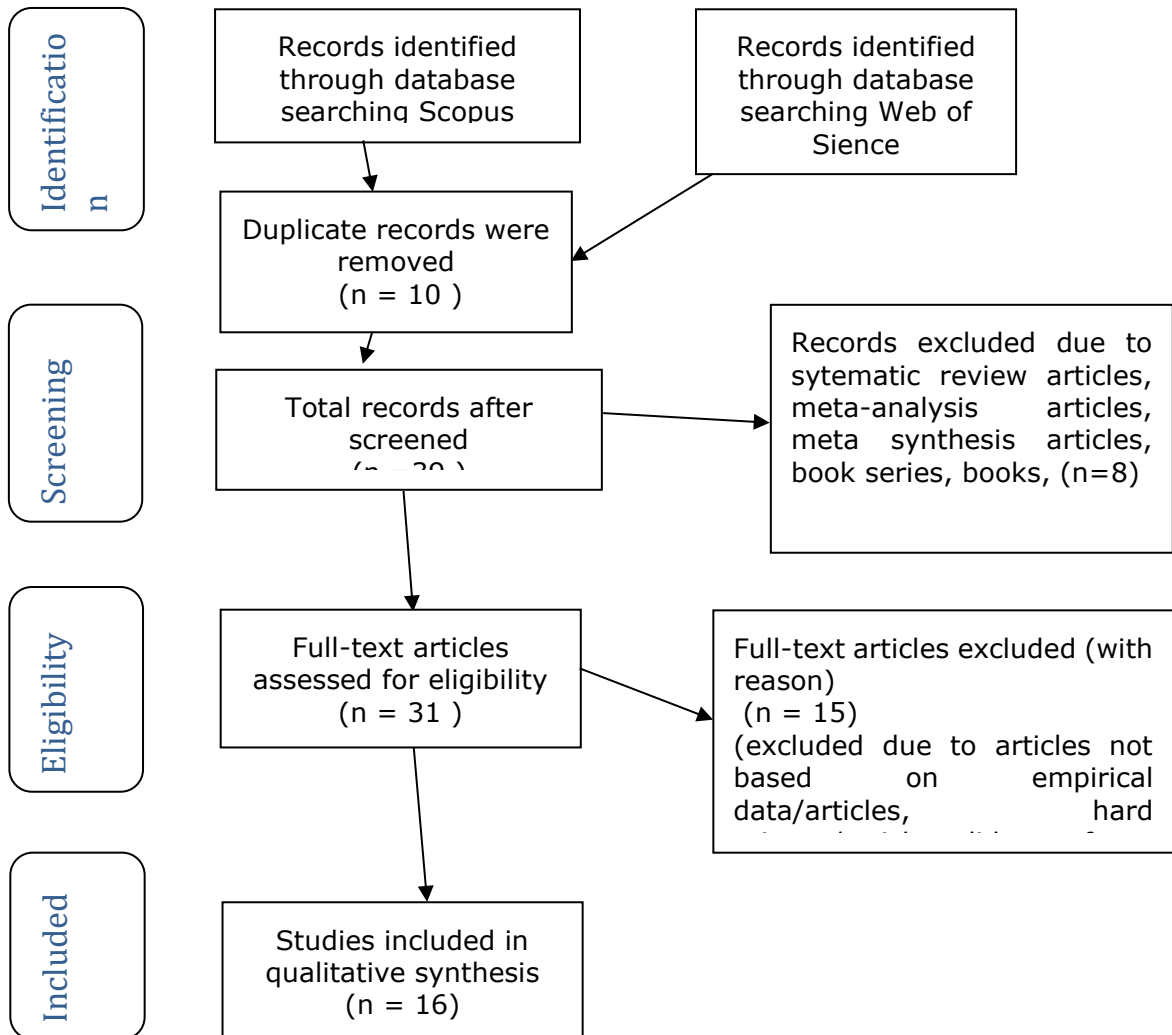 Identificatio
n
Records identified
through database
searching Scopus
Records identified
through database
searching Web of
Sience
Duplicate records were
removed
(n = 10 )
Screening
Total records after
screened
Records excluded due to
sytematic review articles,
meta-analysis articles,
meta synthesis articles,
book series, books, (n=8)
Eligibility
Full-text articles
assessed for eligibility
(n = 31 )
Full-text articles excluded (with
reason)
(n = 15)
(excluded due to articles not
based on empirical
data/articles, hard
Included
Studies included in
qualitative synthesis
(n = 16)